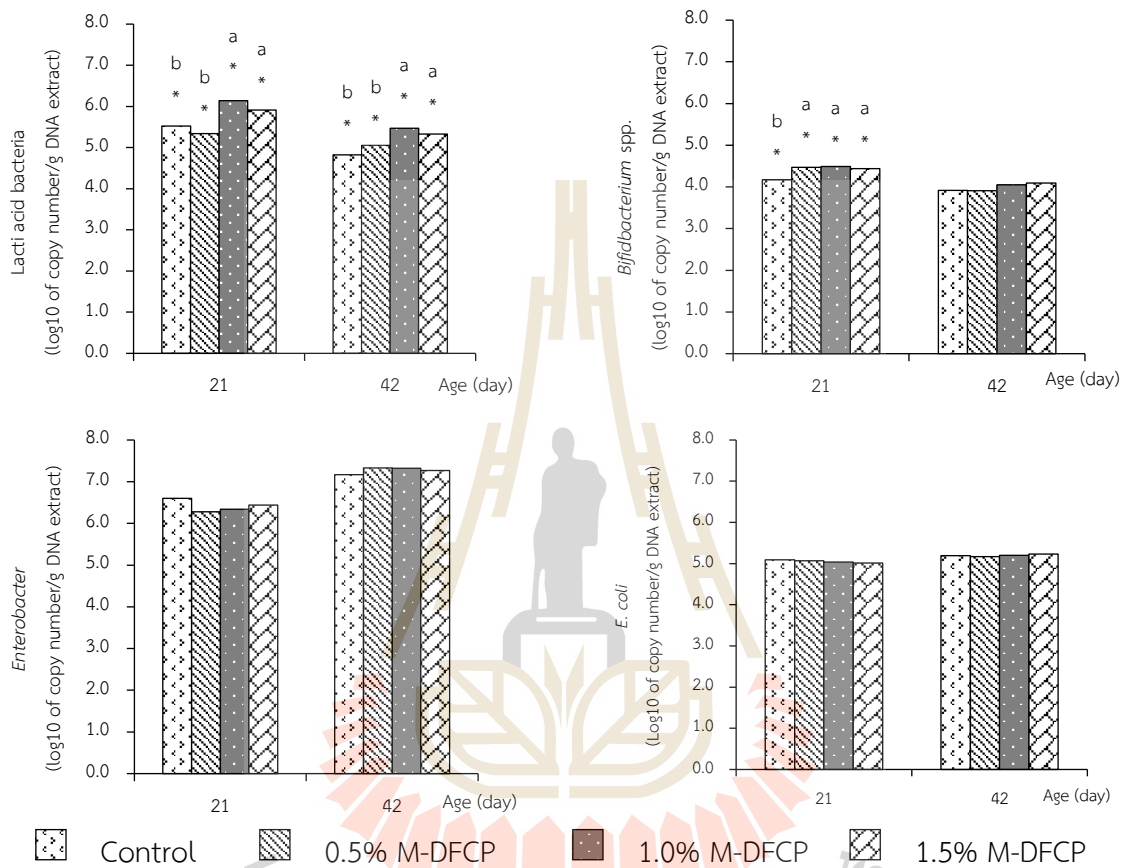 8.0
7.0
6.0
5.0
4.0
3.0
2.0
1.0
0.0
Lacti acid bacteria
(log10 of copy number/g DNA extract)
b b a a
* * * *
b b a a
* * * *
21 42 Age (day)
8.0
7.0
6.0
5.0
4.0
3.0
2.0
1.0
0.0
Bifidbacterium spp.
(log10 of copy number/g DNA extract)
b a a a
* * * *
21 42 Age (day)
8.0
7.0
6.0
5.0
4.0
3.0
2.0
1.0
0.0
Enterobacter
(log10 of copy number/g DNA extract)
21 42 Age (day)
8.0
7.0
6.0
5.0
4.0
3.0
2.0
1.0
0.0
E. coli
(Log10 of copy number/g DNA extract)
21 42 Age (day)
Control 0.5% M-DFCP 1.0% M-DFCP 1.5% M-DFCP